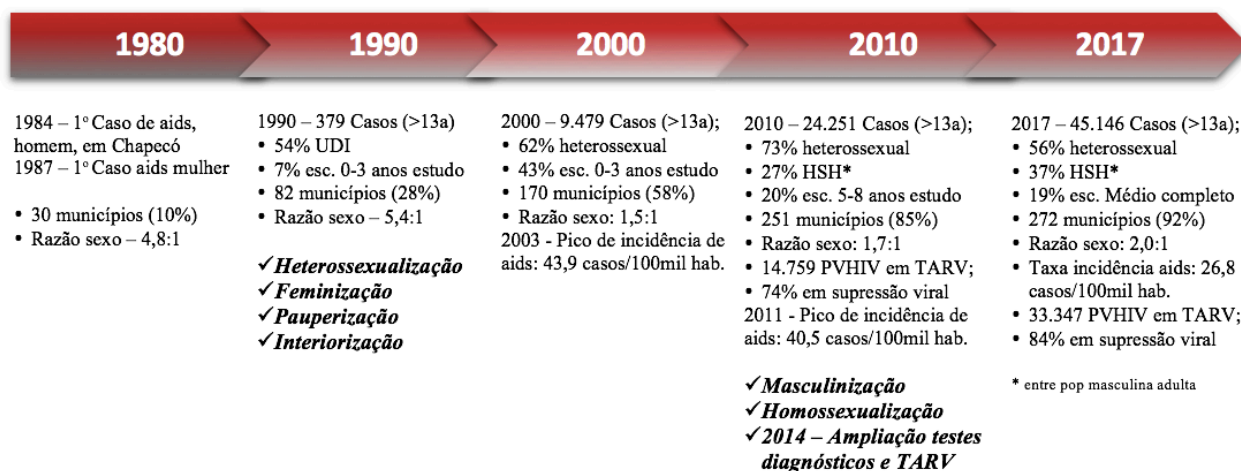 1980
1990
2000
2010
2017
1984 – 1º Caso de aids,
homem, em Chapecó
1987 – 1º Caso aids mulher
• 30 municípios (10%)
• Razão sexo – 4,8:1
1990 – 379 Casos (>13a)
• 54% UDI
• 7% esc. 0-3 anos estudo
• 82 municípios (28%)
• Razão sexo – 5,4:1
✓Heterossexualização
✓Feminização
✓Pauperização
✓Interiorização
2000 – 9.479 Casos (>13a);
• 62% heterossexual
• 43% esc. 0-3 anos estudo
• 170 municípios (58%)
• Razão sexo: 1,5:1
2003 - Pico de incidência de
aids: 43,9 casos/100mil hab.
2010 – 24.251 Casos (>13a);
• 73% heterossexual
• 27% HSH*
• 20% esc. 5-8 anos estudo
• 251 municípios (85%)
• Razão sexo: 1,7:1
• 14.759 PVHIV em TARV;
• 74% em supressão viral
2011 - Pico de incidência de
aids: 40,5 casos/100mil hab.
✓Masculinização
✓Homossexualização
✓2014 – Ampliação testes
diagnósticos e TARV
2017 – 45.146 Casos (>13a);
• 56% heterossexual
• 37% HSH*
• 19% esc. Médio completo
• 272 municípios (92%)
• Razão sexo: 2,0:1
• Taxa incidência aids: 26,8
casos/100mil hab.
• 33.347 PVHIV em TARV;
• 84% em supressão viral
* entre pop masculina adulta